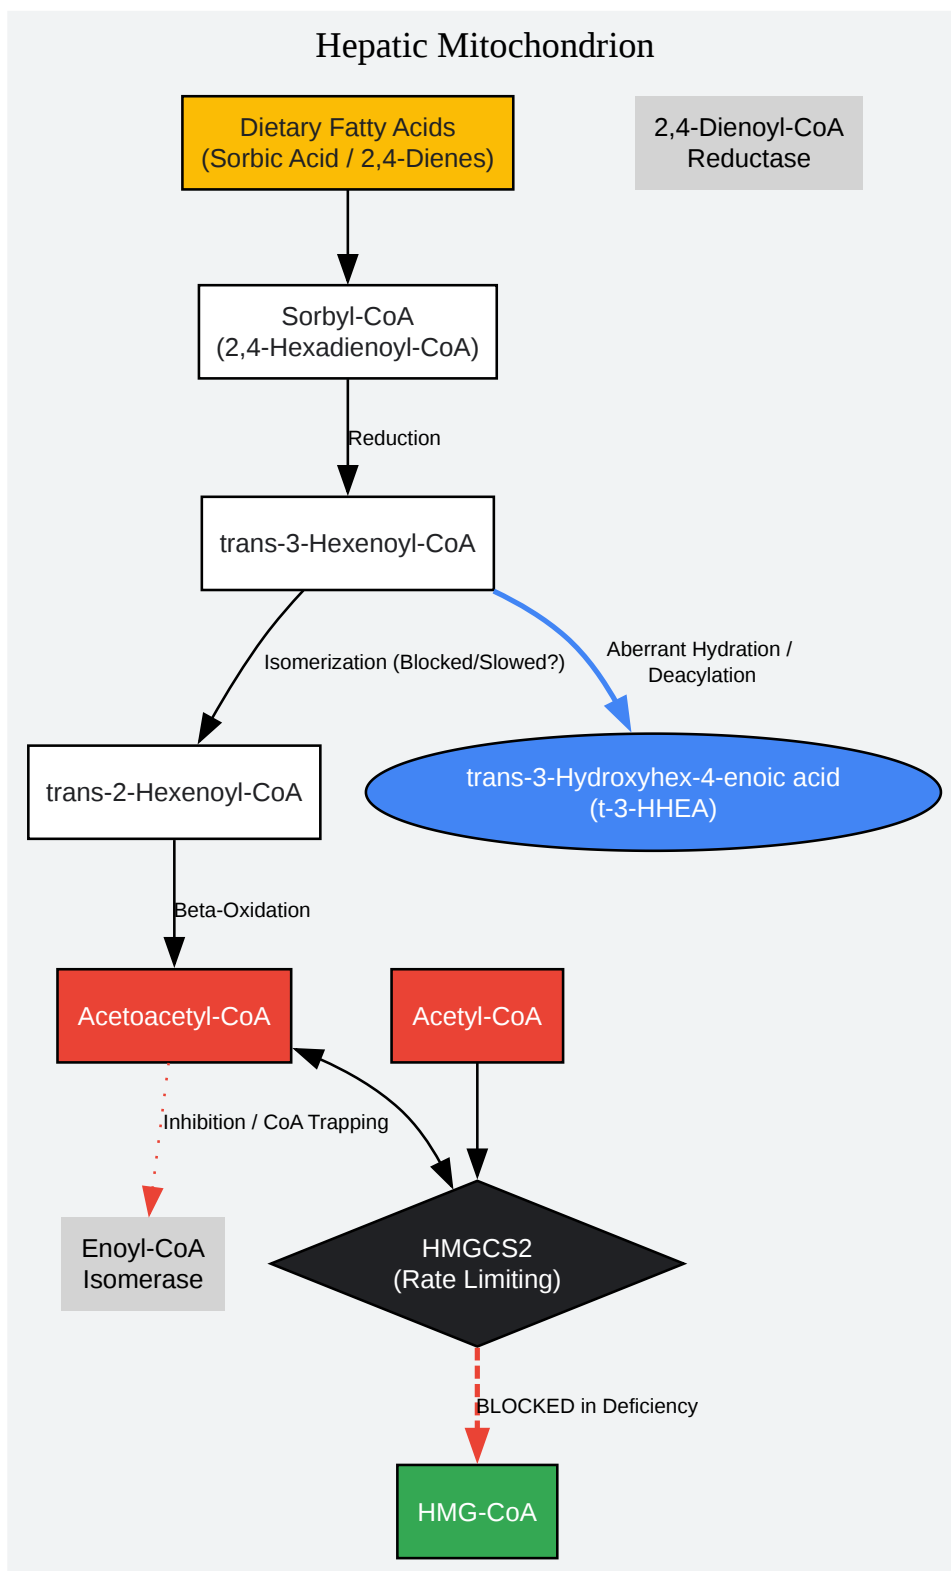 Hepatic Mitochondrion
Dietary Fatty Acids
(Sorbic Acid / 2,4-Dienes)
2,4-Dienoyl-CoA
Reductase
Sorbyl-CoA
(2,4-Hexadienoyl-CoA)
Reduction
trans-3-Hexenoyl-CoA
Isomerization (Blocked/Slowed?)
Aberrant Hydration /
Deacylation
trans-2-Hexenoyl-CoA
trans-3-Hydroxyhex-4-enoic acid
(t-3-HHEA)
Beta-Oxidation
Acetoacetyl-CoA
Acetyl-CoA
Inhibition / CoA Trapping
Enoyl-CoA
Isomerase
HMGCS2
(Rate Limiting)
BLOCKED in Deficiency
HMG-CoA